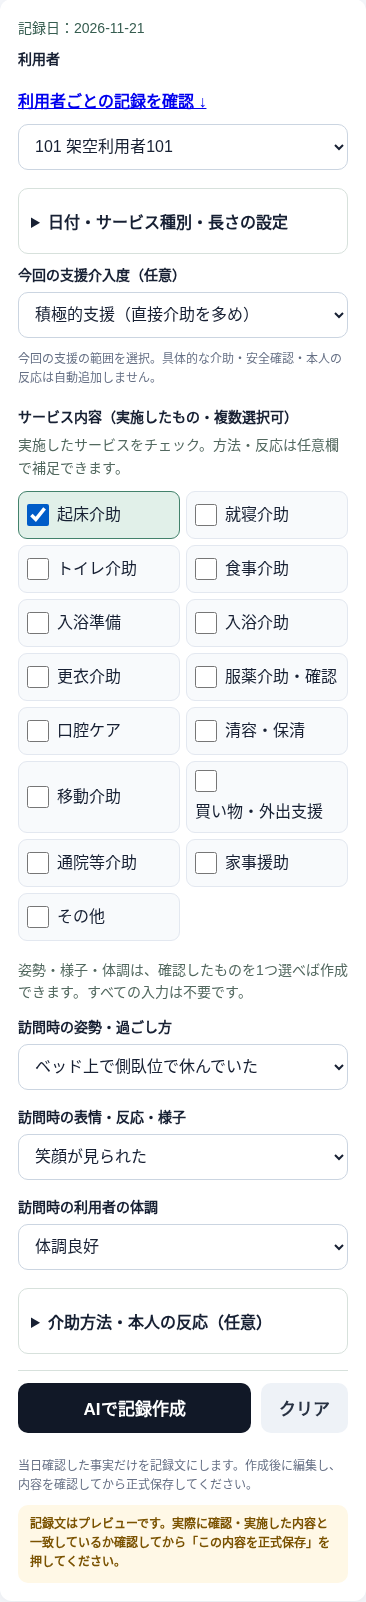 記録日：2026-11-21
利用者
利用者ごとの記録を確認 ↓
101 架空利用者101
▶ 日付・サービス種別・長さの設定
今回の支援介入度（任意）
積極的支援（直接介助を多め）
今回の支援の範囲を選択。具体的な介助・安全確認・本人の
反応は自動追加しません。
サービス内容（実施したもの・複数選択可）
実施したサービスをチェック。方法・反応は任意欄
で補足できます。
起床介助
就寝介助
トイレ介助
食事介助
入浴準備
入浴介助
更衣介助
服薬介助・確認
口腔ケア
清容・保清
移動介助
買い物・外出支援
通院等介助
家事援助
その他
姿勢・様子・体調は、確認したものを1つ選べば作成
できます。すべての入力は不要です。
訪問時の姿勢・過ごし方
ベッド上で側臥位で休んでいた
訪問時の表情・反応・様子
笑顔が見られた
訪問時の利用者の体調
体調良好
▶ 介助方法・本人の反応（任意）
AIで記録作成
クリア
当日確認した事実だけを記録文にします。作成後に編集し、
内容を確認してから正式保存してください。
記録文はプレビューです。実際に確認・実施した内容と
一致しているか確認してから「この内容を正式保存」を
押してください。